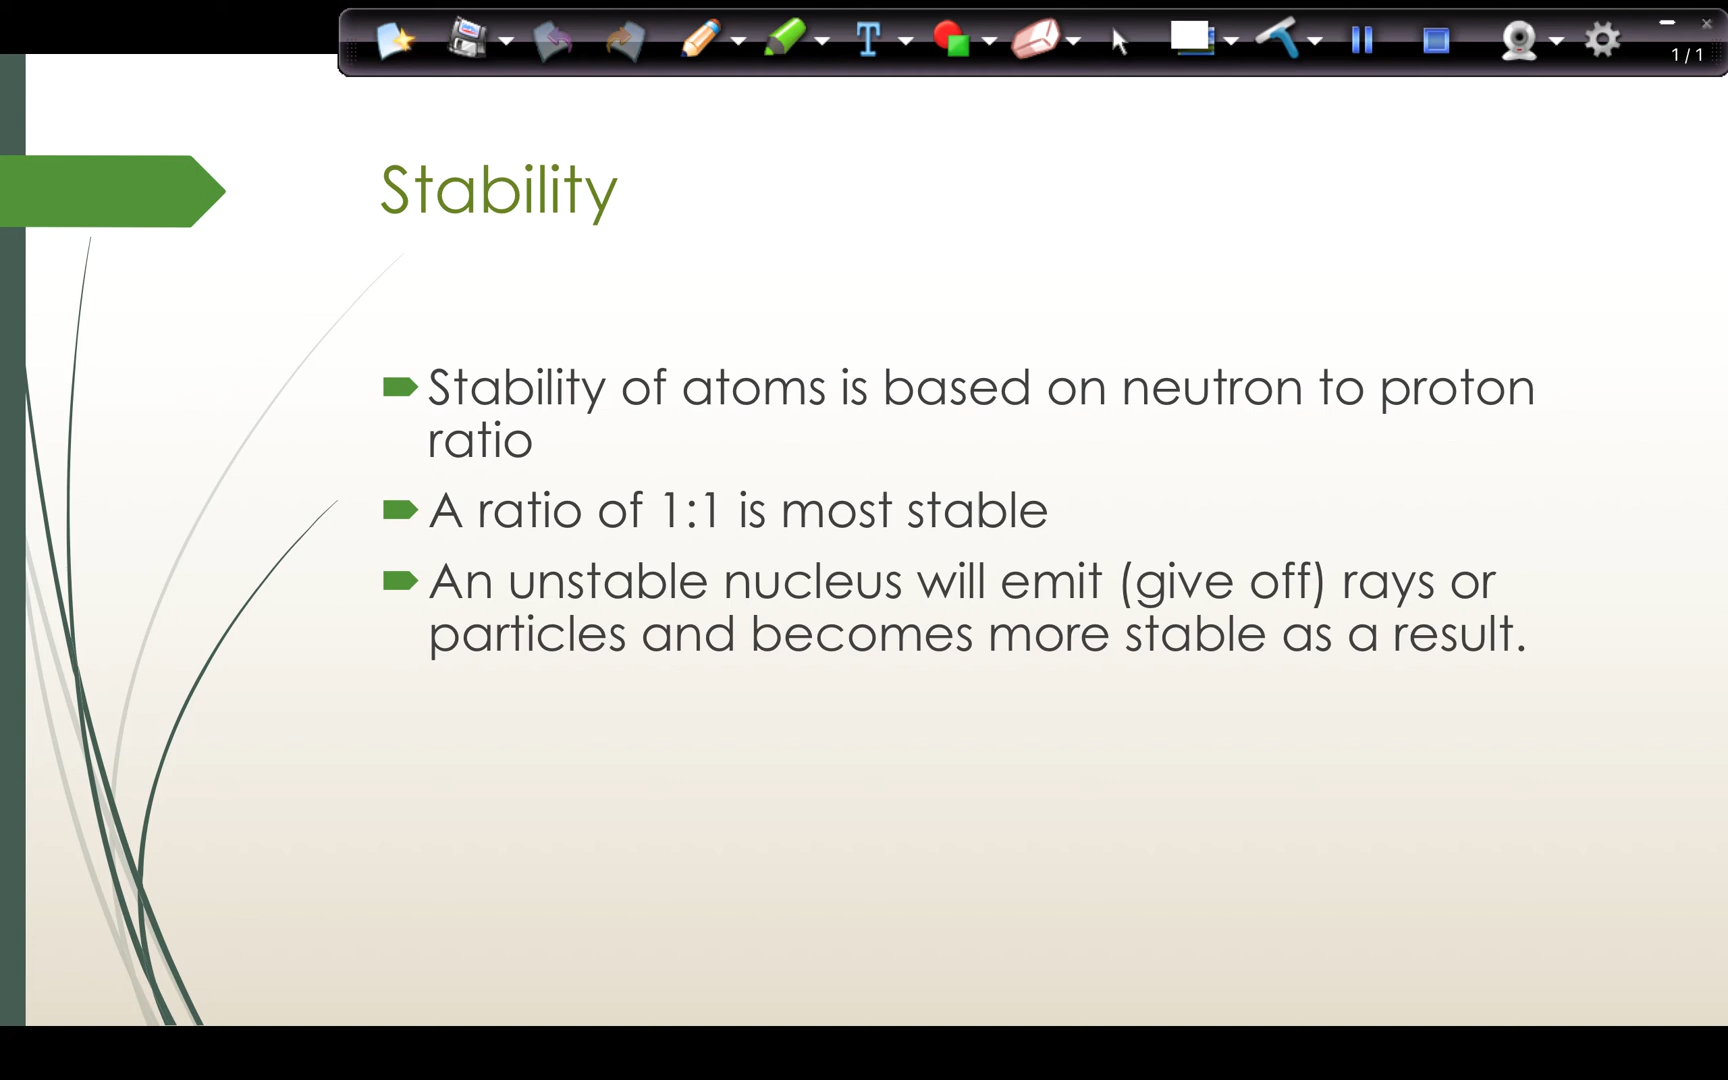 1 / 1
Stability
Stability of atoms is based on neutron to proton
ratio
A ratio of 1:1 is most stable
An unstable nucleus will emit (give off) rays or
particles and becomes more stable as a result.